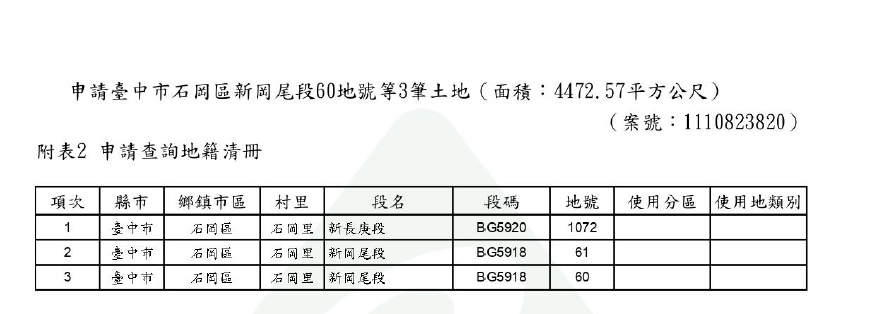 申請臺中市石岡區新岡尾段60地號等3筆土地（面積：4472.57平方公尺）
（案號：1110823820）
附表2 申請查詢地籍清冊
項次 縣市 鄉鎮市區 村里 段名 段碼 地號 使用分區 使用地類別
1 臺中市 石岡區 石岡里 新長庚段 BG5920 1072
2 臺中市 石岡區 石岡里 新岡尾段 BG5918 61
3 臺中市 石岡區 石岡里 新岡尾段 BG5918 60